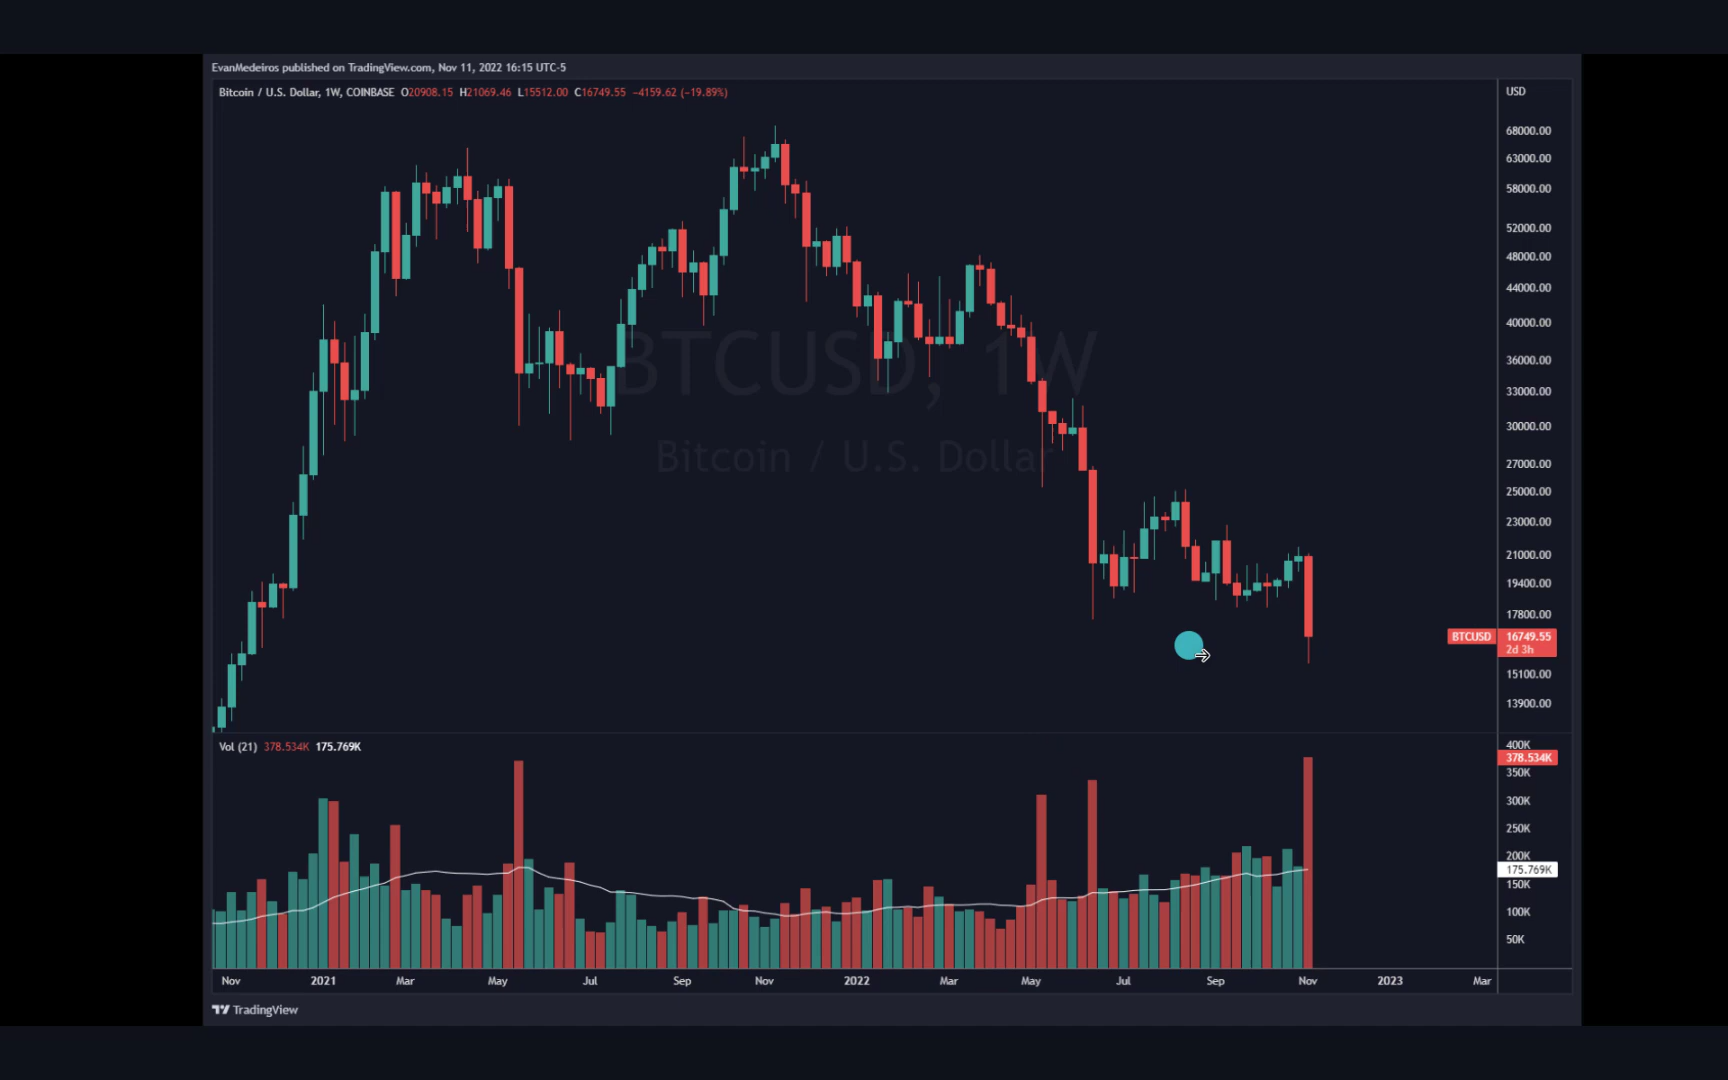 EvanMedeiros published on TradingView.com, Nov 11, 2022 16:15 UTC-5
Bitcoin / U.S. Dollar, 1W, COINBASE O20908.15 H21069.46 L15512.00 C16749.55 −4159.62 (−19.89%)
USD
68000.00
63000.00
58000.00
52000.00
48000.00
44000.00
40000.00
36000.00
33000.00
30000.00
27000.00
25000.00
23000.00
21000.00
19400.00
17800.00
BTCUSD 16749.55
2d 3h
15100.00
13900.00
BTCUSD, 1W
Bitcoin / U.S. Dollar
Vol (21) 378.534K 175.769K
400K
378.534K
350K
300K
250K
200K
175.769K
150K
100K
50K
Nov 2021 Mar May Jul Sep Nov 2022 Mar May Jul Sep Nov 2023 Mar
TradingView